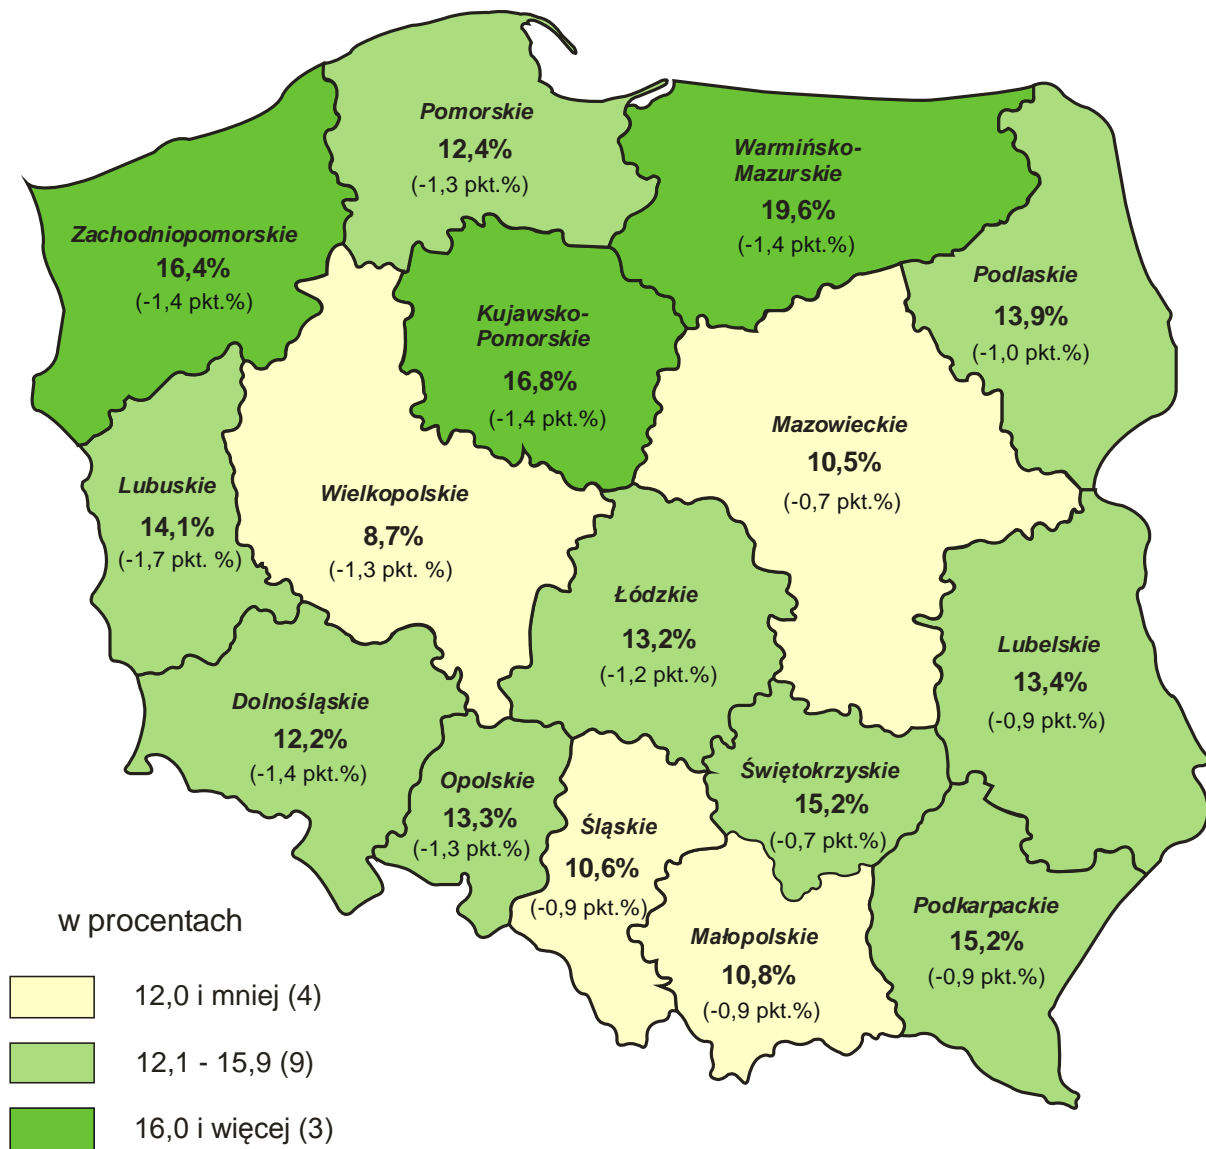 Pomorskie
12,4%
(-1,3 pkt.%)
Warmińsko-
Mazurskie
19,6%
(-1,4 pkt.%)
Zachodniopomorskie
16,4%
(-1,4 pkt.%)
Podlaskie
13,9%
(-1,0 pkt.%)
Kujawsko-
Pomorskie
16,8%
(-1,4 pkt.%)
Mazowieckie
10,5%
(-0,7 pkt.%)
Lubuskie
14,1%
(-1,7 pkt. %)
Wielkopolskie
8,7%
(-1,3 pkt. %)
Łódzkie
13,2%
(-1,2 pkt.%)
Lubelskie
13,4%
(-0,9 pkt.%)
Dolnośląskie
12,2%
(-1,4 pkt.%)
Opolskie
13,3%
(-1,3 pkt.%)
Śląskie
10,6%
(-0,9 pkt.%)
Świętokrzyskie
15,2%
(-0,7 pkt.%)
Małopolskie
10,8%
(-0,9 pkt.%)
Podkarpackie
15,2%
(-0,9 pkt.%)
w procentach
12,0 i mniej (4)
12,1 - 15,9 (9)
16,0 i więcej (3)